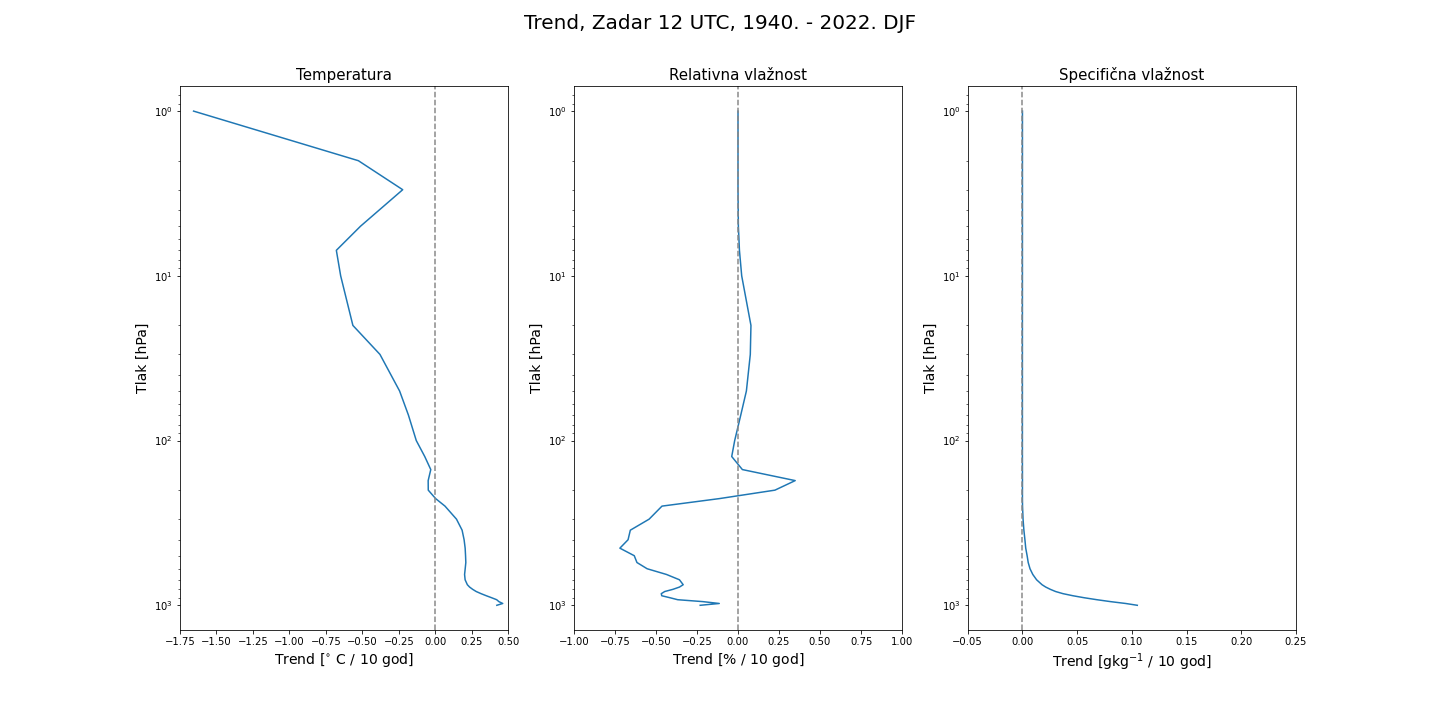 Trend, Zadar 12 UTC, 1940. - 2022. DJF
Temperatura
Tlak [hPa]
10⁰
10¹
10²
10³
−1.75 −1.50 −1.25 −1.00 −0.75 −0.50 −0.25 0.00 0.25 0.50
Trend [° C / 10 god]
Relativna vlažnost
Tlak [hPa]
10⁰
10¹
10²
10³
−1.00 −0.75 −0.50 −0.25 0.00 0.25 0.50 0.75 1.00
Trend [% / 10 god]
Specifična vlažnost
Tlak [hPa]
10⁰
10¹
10²
10³
−0.05 0.00 0.05 0.10 0.15 0.20 0.25
Trend [gkg⁻¹ / 10 god]